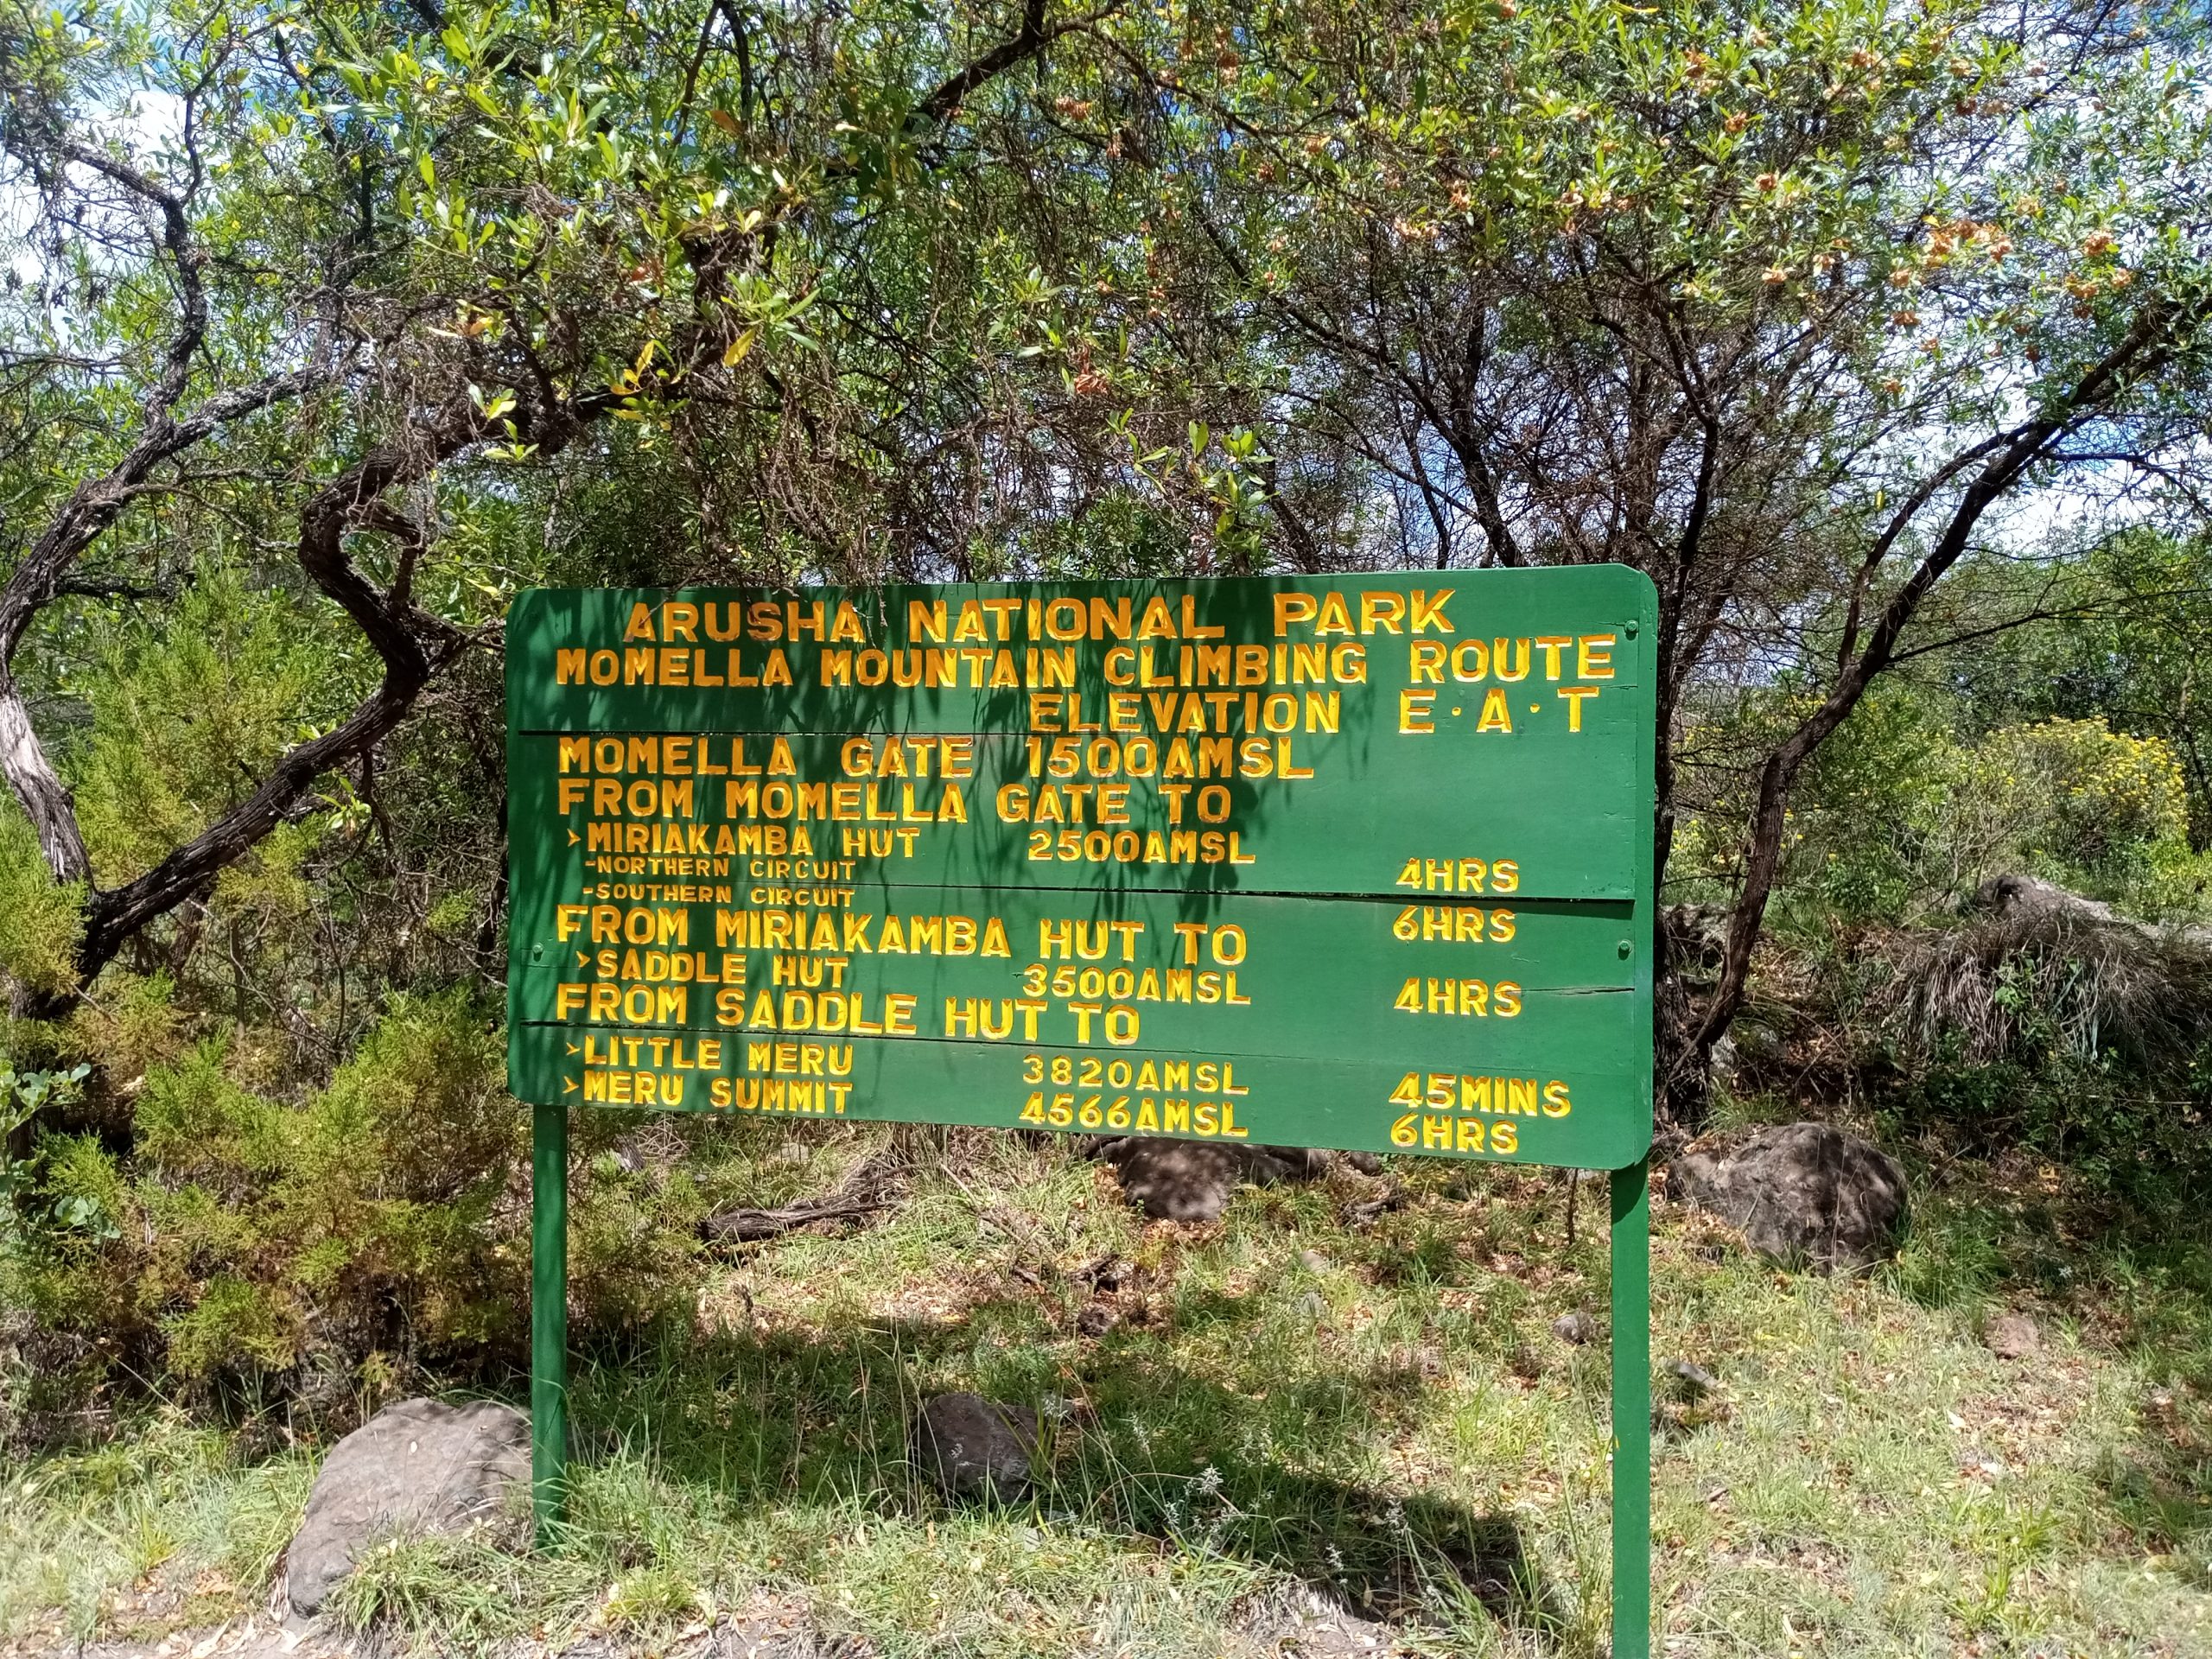 ARUSHA NATIONAL PARK
MOMELLA MOUNTAIN CLIMBING ROUTE
ELEVATION E·A·T
MOMELLA GATE 1500AMSL
FROM MOMELLA GATE TO
>MIRIAKAMBA HUT 2500AMSL
-NORTHERN CIRCUIT 4HRS
-SOUTHERN CIRCUIT 6HRS
FROM MIRIAKAMBA HUT TO
>SADDLE HUT 3500AMSL 4HRS
FROM SADDLE HUT TO
>LITTLE MERU 3820AMSL 45MINS
>MERU SUMMIT 4566AMSL 6HRS